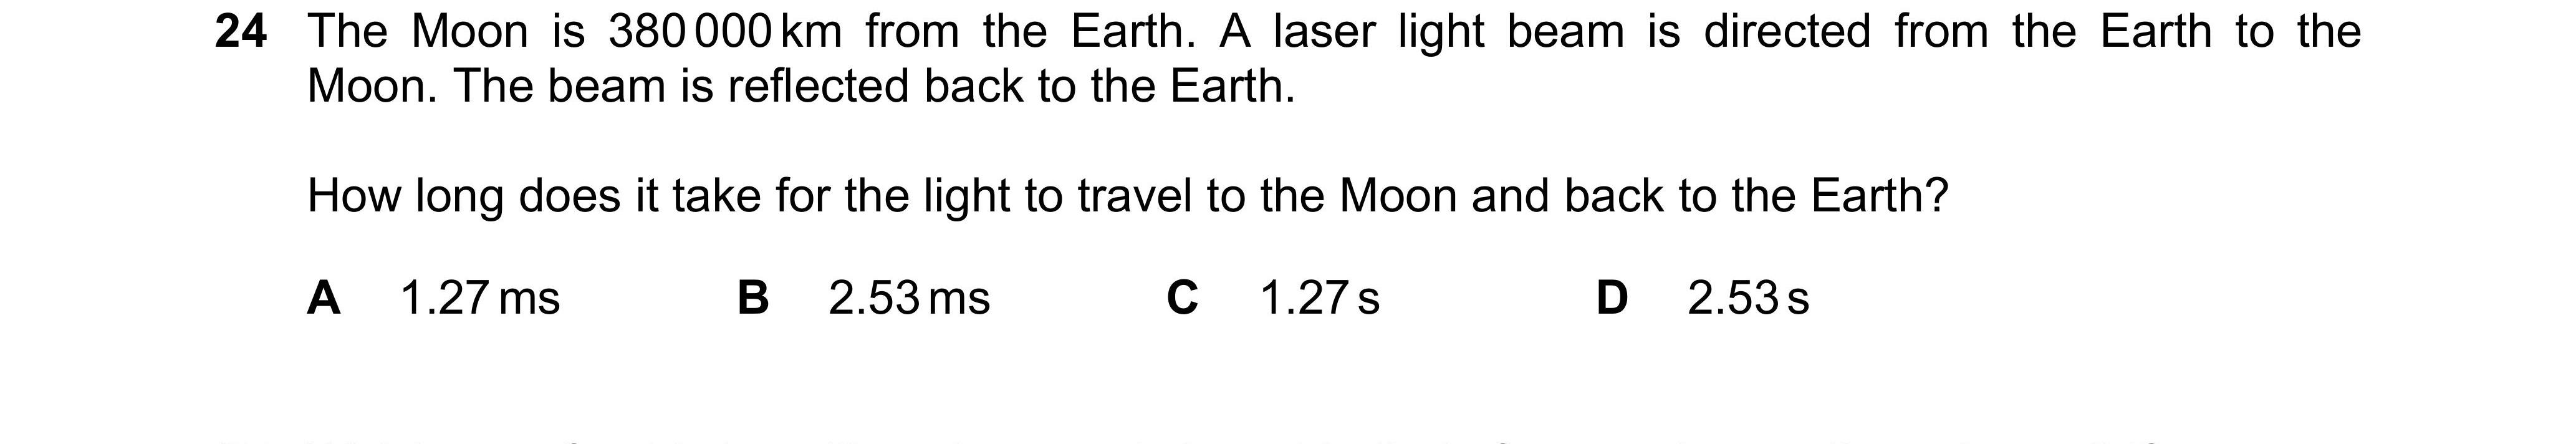 24 The Moon is 380 000 km from the Earth. A laser light beam is directed from the Earth to the
Moon. The beam is reflected back to the Earth.
How long does it take for the light to travel to the Moon and back to the Earth?
A 1.27 ms B 2.53 ms C 1.27 s D 2.53 s